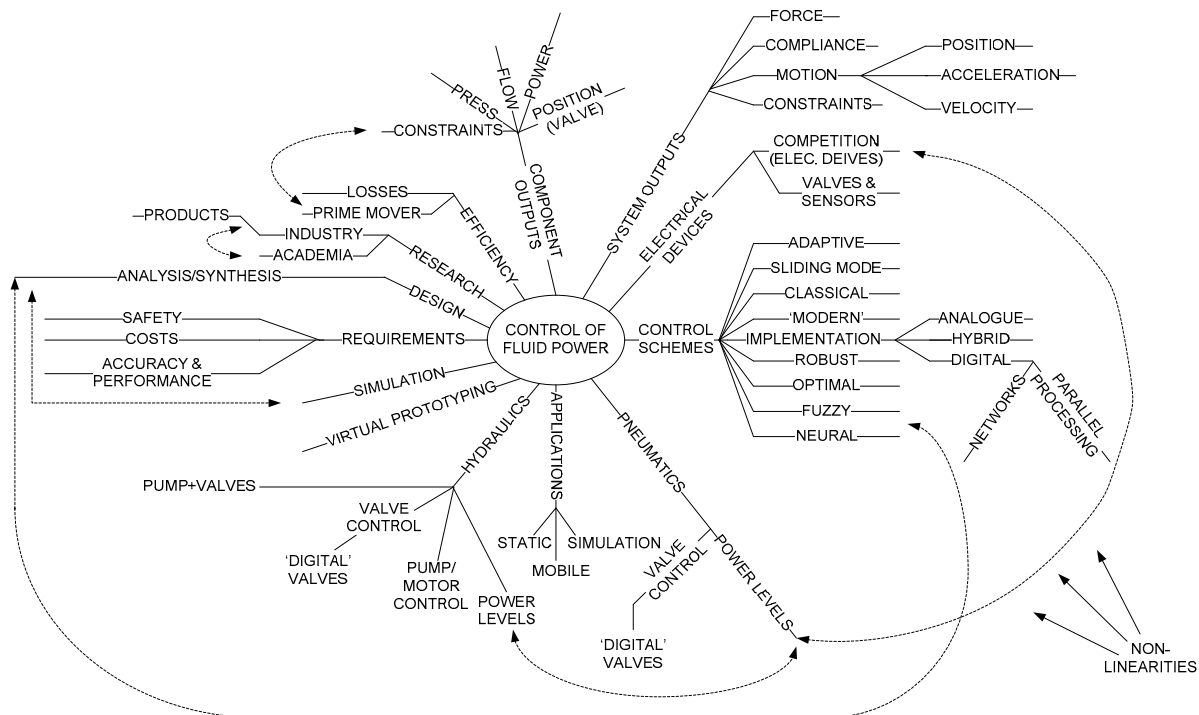 CONTROL OF
FLUID POWER
COMPONENT
OUTPUTS
CONSTRAINTS
PRESS
FLOW
POWER
POSITION
(VALVE)
SYSTEM OUTPUTS
FORCE
COMPLIANCE
MOTION
POSITION
ACCELERATION
VELOCITY
CONSTRAINTS
ELECTRICAL
DEVICES
COMPETITION
(ELEC. DEIVES)
VALVES &
SENSORS
CONTROL
SCHEMES
ADAPTIVE
SLIDING MODE
CLASSICAL
'MODERN'
IMPLEMENTATION
ANALOGUE
HYBRID
DIGITAL
NETWORKS
PARALLEL
PROCESSING
ROBUST
OPTIMAL
FUZZY
NEURAL
PNEUMATICS
VALVE
CONTROL
'DIGITAL'
VALVES
POWER LEVELS
NON-
LINEARITIES
APPLICATIONS
STATIC
MOBILE
SIMULATION
HYDRAULICS
PUMP+VALVES
VALVE
CONTROL
'DIGITAL'
VALVES
PUMP/
MOTOR
CONTROL
POWER
LEVELS
VIRTUAL PROTOTYPING
SIMULATION
REQUIREMENTS
SAFETY
COSTS
ACCURACY &
PERFORMANCE
DESIGN
ANALYSIS/SYNTHESIS
RESEARCH
INDUSTRY
PRODUCTS
ACADEMIA
EFFICIENCY
LOSSES
PRIME MOVER